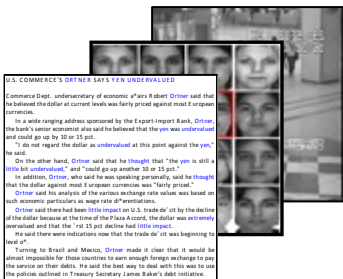 U.S. COMMERCE'S ORTNER SAYS YEN UNDERVALUED
Commerce Dept. undersecretary of economic a*airs Robert Ortner said that
he believed the dollar at current levels was fairly priced against most European
currencies.
In a wide ranging address sponsored by the Export-Import Bank, Ortner,
the bank's senior economist also said he believed that the yen was undervalued
and could go up by 10 or 15 pct.
"I do not regard the dollar as undervalued at this point against the yen,"
he said.
On the other hand, Ortner said that he thought that "the yen is still a
little bit undervalued," and "could go up another 10 or 15 pct."
In addition, Ortner, who said he was speaking personally, said he thought
that the dollar against most European currencies was "fairly priced."
Ortner said his analysis of the various exchange rate values was based on
such economic particulars as wage rate di*erentiations.
Ortner said there had been little impact on U.S. trade de*cit by the decline
of the dollar because at the time of the Plaza Accord, the dollar was extremely
overvalued and that the *rst 15 pct decline had little impact.
He said there were indications now that the trade de*cit was beginning to
level o*.
Turning to Brazil and Mexico, Ortner made it clear that it would be
almost impossible for those countries to earn enough foreign exchange to pay
the service on their debts. He said the best way to deal with this was to use
the policies outlined in Treasury Secretary James Baker's debt initiative.